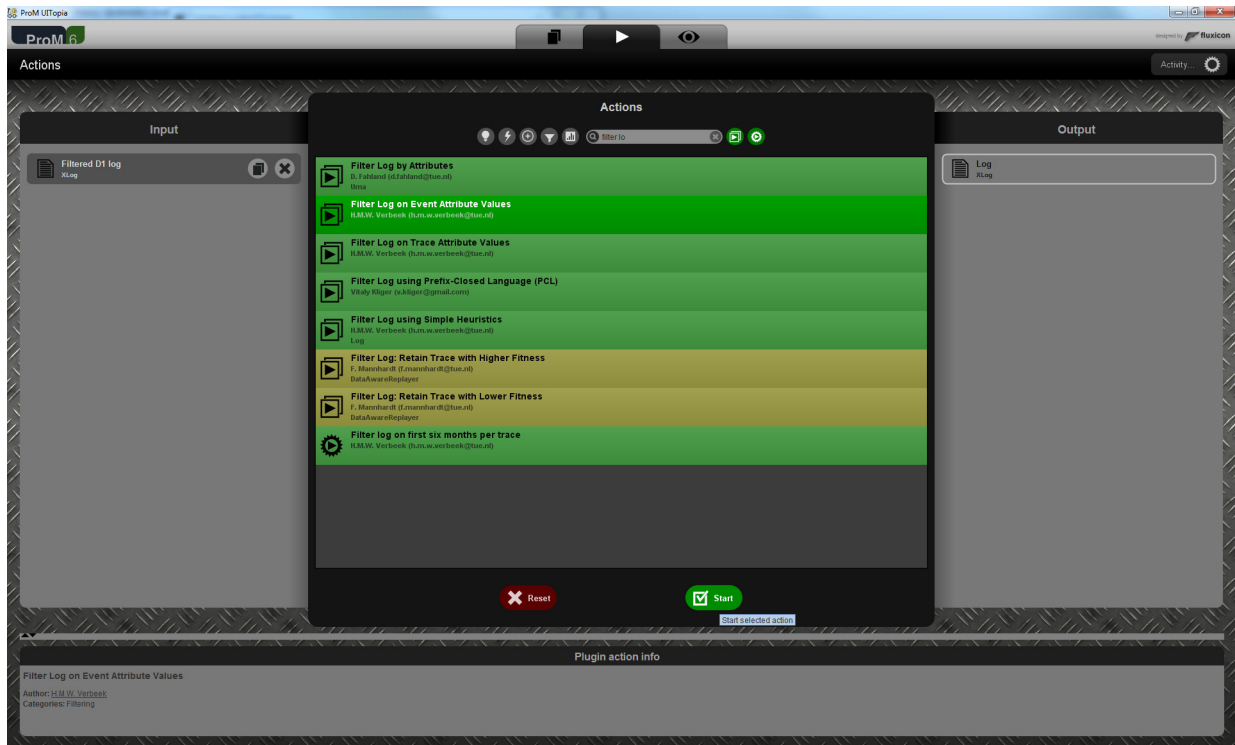 ProM UITopia
ProM 6
designed by fluxicon
Actions
Activity...
Actions
Input
filter lo
Output
Filtered D1 log
XLog
Log
XLog
Filter Log by Attributes
D. Fahland (d.fahland@tue.nl)
Uma
Filter Log on Event Attribute Values
H.M.W. Verbeek (h.m.w.verbeek@tue.nl)
Filter Log on Trace Attribute Values
H.M.W. Verbeek (h.m.w.verbeek@tue.nl)
Filter Log using Prefix-Closed Language (PCL)
Vitaly Kliger (v.kliger@gmail.com)
Filter Log using Simple Heuristics
H.M.W. Verbeek (h.m.w.verbeek@tue.nl)
Log
Filter Log: Retain Trace with Higher Fitness
F. Mannhardt (f.mannhardt@tue.nl)
DataAwareReplayer
Filter Log: Retain Trace with Lower Fitness
F. Mannhardt (f.mannhardt@tue.nl)
DataAwareReplayer
Filter log on first six months per trace
H.M.W. Verbeek (h.m.w.verbeek@tue.nl)
Reset
Start
Start selected action
Plugin action info
Filter Log on Event Attribute Values
Author: H.M.W. Verbeek
Categories: Filtering